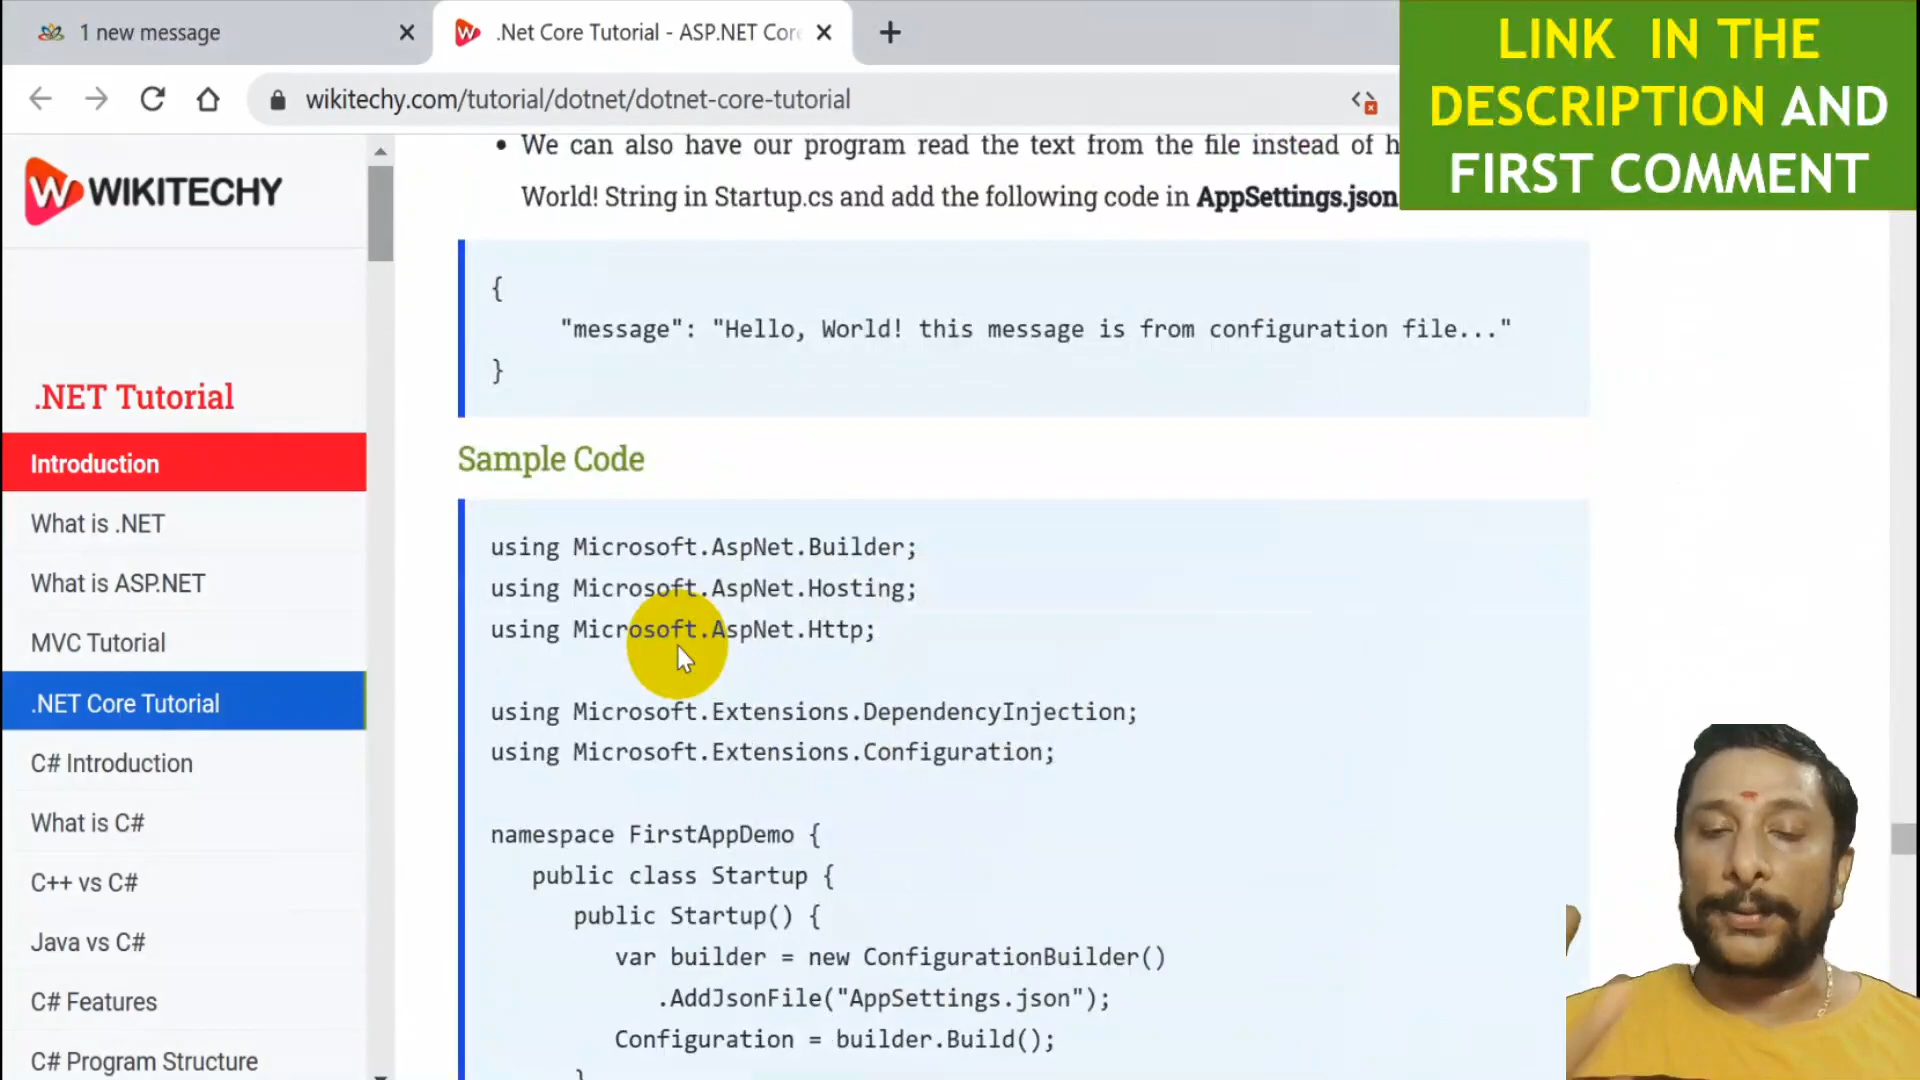 1 new message
.Net Core Tutorial - ASP.NET Cor
wikitechy.com/tutorial/dotnet/dotnet-core-tutorial
LINK IN THE
DESCRIPTION AND
FIRST COMMENT
W WIKITECHY
.NET Tutorial
Introduction
What is .NET
What is ASP.NET
MVC Tutorial
.NET Core Tutorial
C# Introduction
What is C#
C++ vs C#
Java vs C#
C# Features
C# Program Structure
• We can also have our program read the text from the file instead of h
World! String in Startup.cs and add the following code in AppSettings.json
{
"message": "Hello, World! this message is from configuration file..."
}
Sample Code
using Microsoft.AspNet.Builder;
using Microsoft.AspNet.Hosting;
using Microsoft.AspNet.Http;
using Microsoft.Extensions.DependencyInjection;
using Microsoft.Extensions.Configuration;
namespace FirstAppDemo {
public class Startup {
public Startup() {
var builder = new ConfigurationBuilder()
.AddJsonFile("AppSettings.json");
Configuration = builder.Build();
}